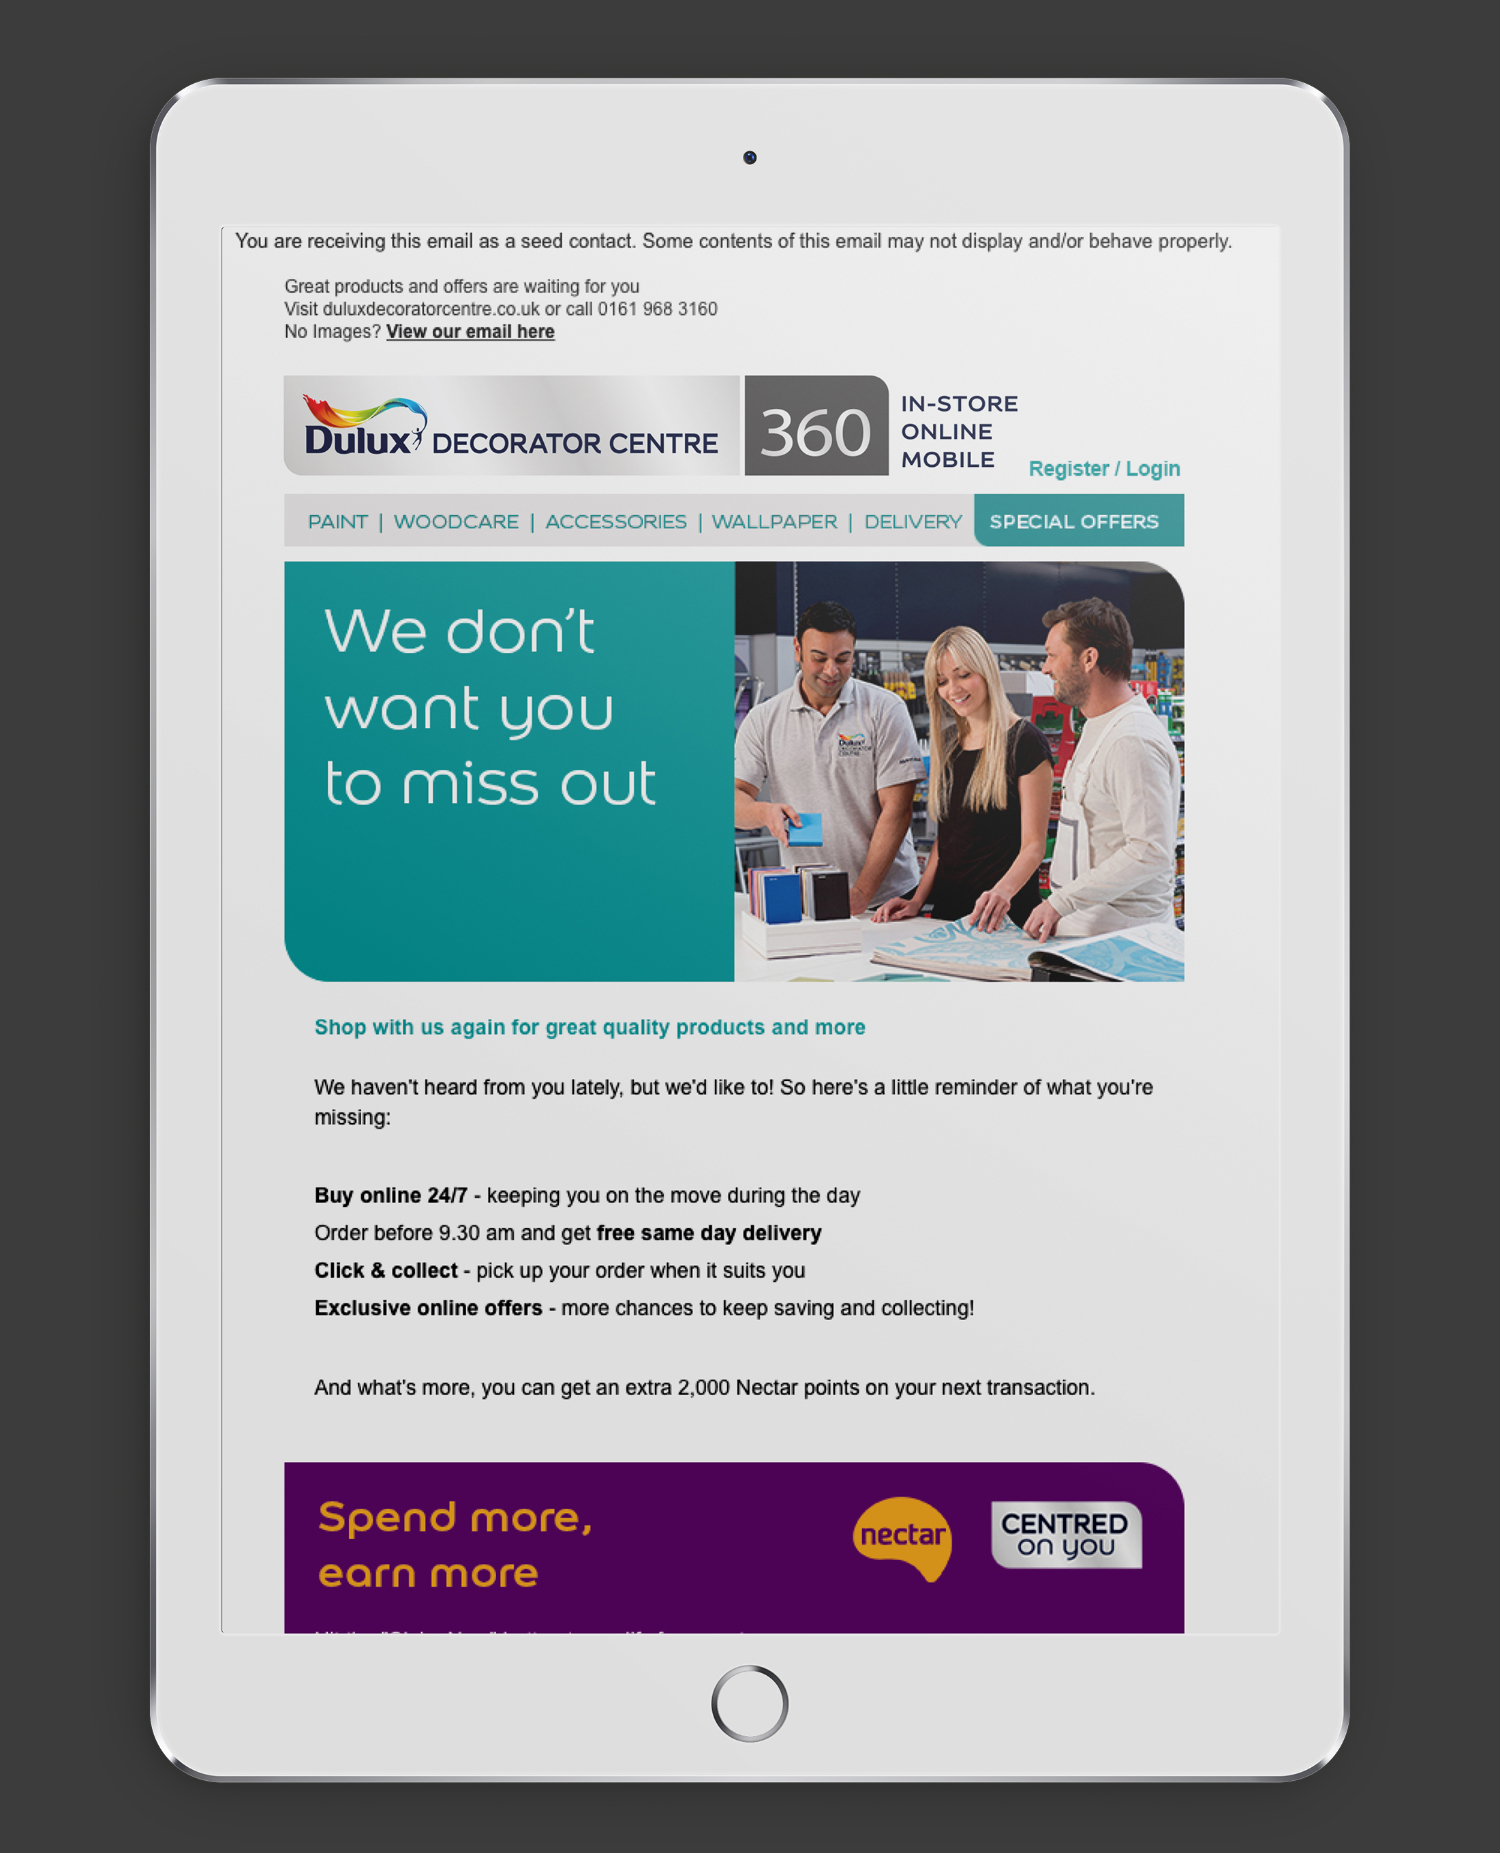 You are receiving this email as a seed contact. Some contents of this email may not display and/or behave properly.
Great products and offers are waiting for you
Visit duluxdecoratorcentre.co.uk or call 0161 968 3160
No Images? View our email here
Dulux DECORATOR CENTRE
360
IN-STORE
ONLINE
MOBILE
Register / Login
PAINT | WOODCARE | ACCESSORIES | WALLPAPER | DELIVERY
SPECIAL OFFERS
We don't
want you
to miss out
Dulux
Shop with us again for great quality products and more
We haven't heard from you lately, but we'd like to! So here's a little reminder of what you're
missing:
Buy online 24/7 - keeping you on the move during the day
Order before 9.30 am and get free same day delivery
Click & collect - pick up your order when it suits you
Exclusive online offers - more chances to keep saving and collecting!
And what's more, you can get an extra 2,000 Nectar points on your next transaction.
Spend more,
earn more
nectar
CENTRED
on you